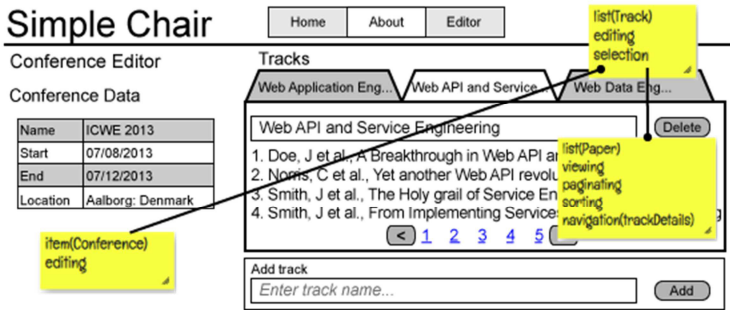 Simple Chair
Home
About
Editor
Conference Editor
Conference Data
Name ICWE 2013
Start 07/08/2013
End 07/12/2013
Location Aalborg: Denmark
item(Conference)
editing
Tracks
Web Application Eng...
Web API and Service...
Web Data Eng...
list(Track)
editing
selection
Web API and Service Engineering
Delete
1. Doe, J et al., A Breakthrough in Web API
2. Norris, C et al., Yet another Web API
3. Smith, J et al., The Holy grail of Service
4. Smith, J et al., From Implementing
list(Paper)
viewing
paginating
sorting
navigation(trackDetails)
< 1 2 3 4 5
Add track
Enter track name...
Add